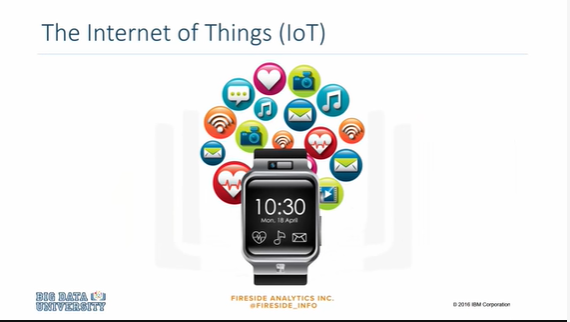 The Internet of Things (IoT)
10:30
Mon, 18 April
BIG DATA
UNIVERSITY
FIRESIDE ANALYTICS INC.
@FIRESIDE_INFO
© 2016 IBM Corporation